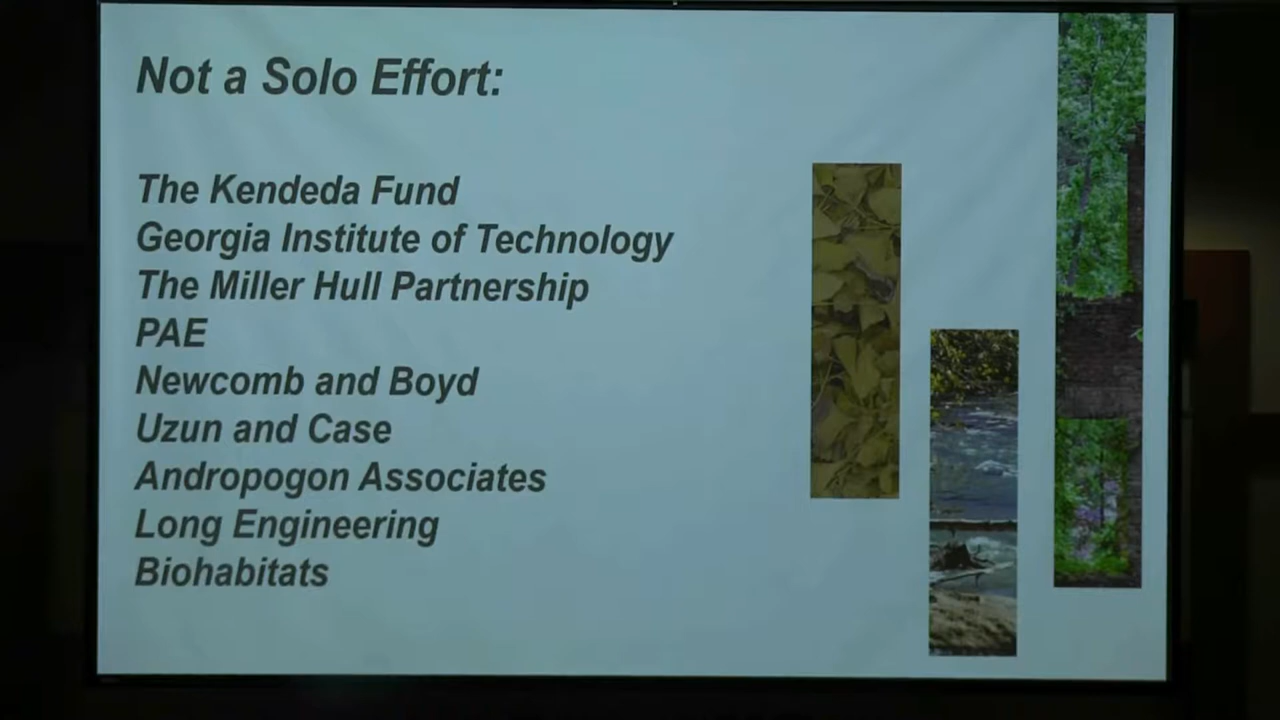 Not a Solo Effort:
The Kendeda Fund
Georgia Institute of Technology
The Miller Hull Partnership
PAE
Newcomb and Boyd
Uzun and Case
Andropogon Associates
Long Engineering
Biohabitats